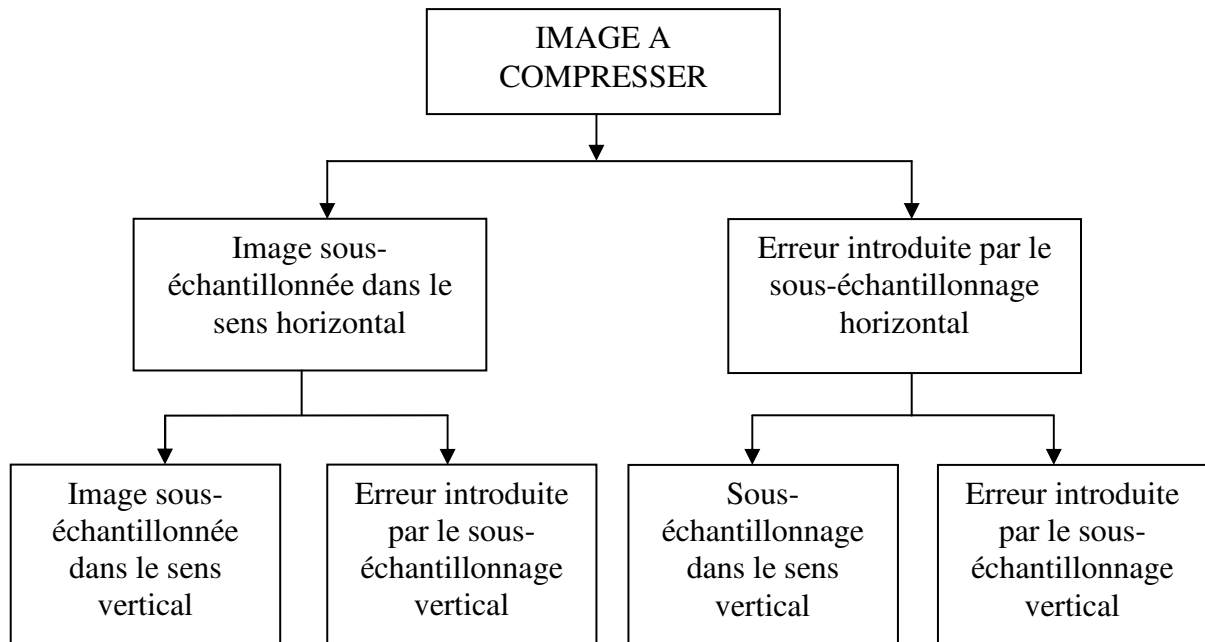 IMAGE A
COMPRESSER
Image sous-
échantillonnée dans le
sens horizontal
Erreur introduite par le
sous-échantillonnage
horizontal
Image sous-
échantillonnée
dans le sens
vertical
Erreur introduite
par le sous-
échantillonnage
vertical
Sous-
échantillonnage
dans le sens
vertical
Erreur introduite
par le sous-
échantillonnage
vertical